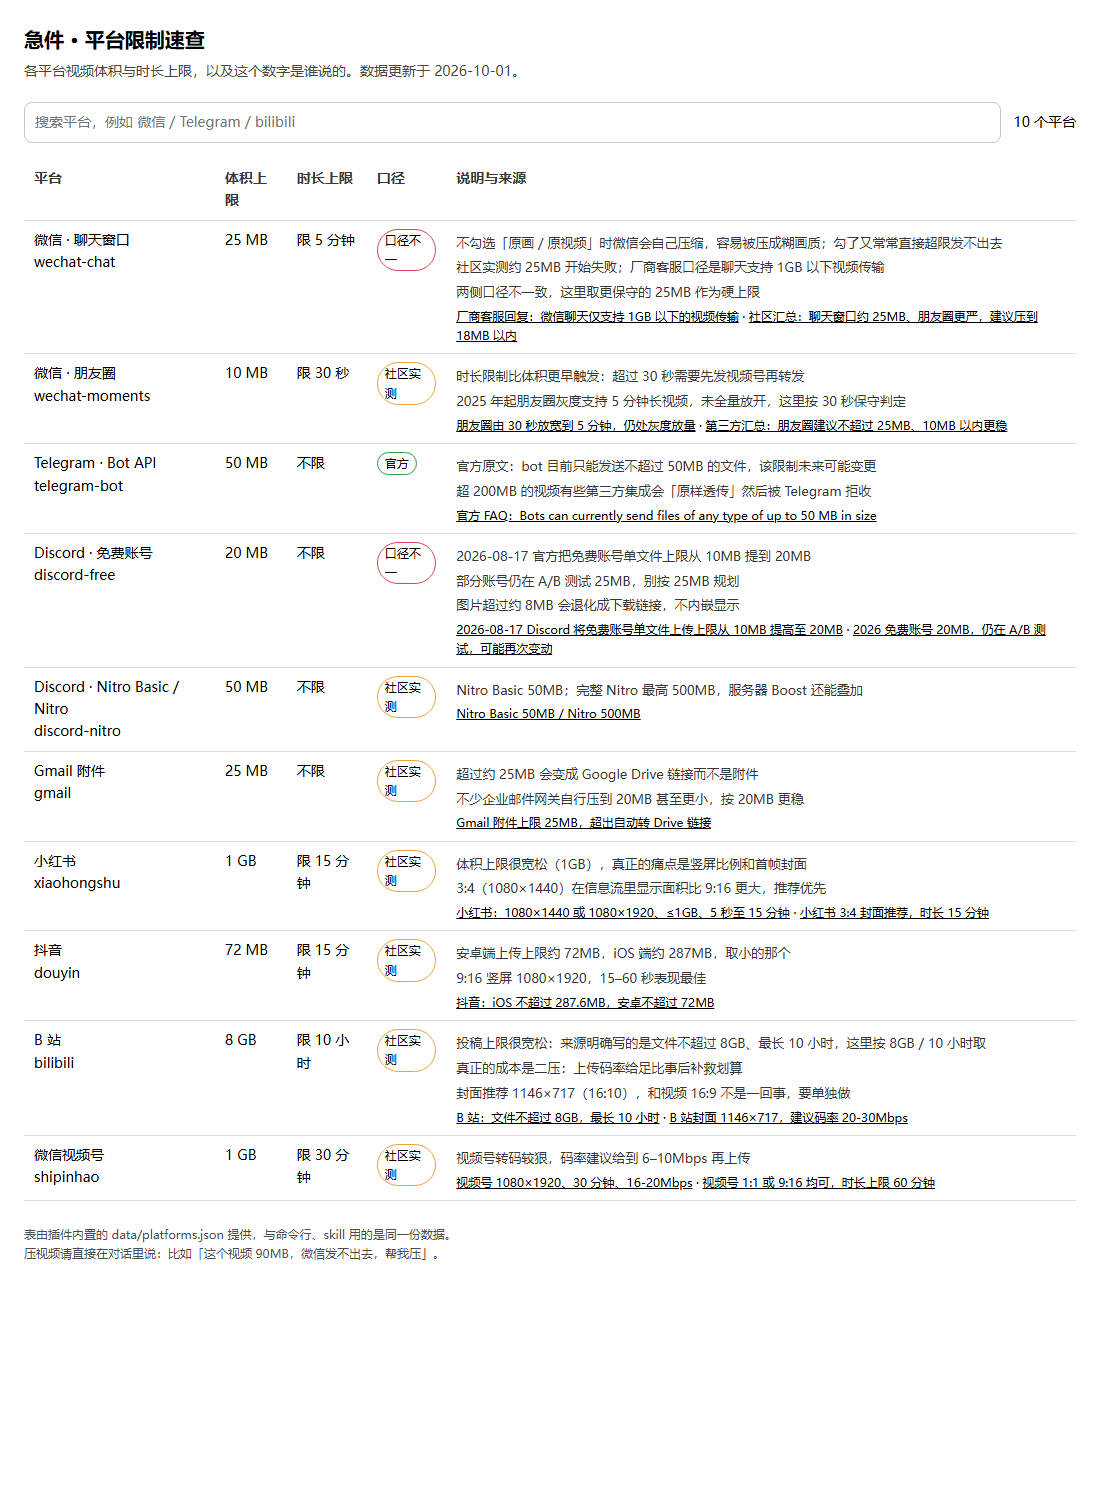 急件 · 平台限制速查
各平台视频体积与时长上限，以及这个数字是谁说的。数据更新于 2026-10-01。
搜索平台，例如 微信 / Telegram / bilibili
10 个平台
平台 体积上限 时长上限 口径 说明与来源
微信 · 聊天窗口
wechat-chat
25 MB
限 5 分钟
口径不一
不勾选「原画 / 原视频」时微信会自己压缩，容易被压成糊画质；勾了又常常直接超限发不出去
社区实测约 25MB 开始失败；厂商客服口径是聊天支持 1GB 以下视频传输
两侧口径不一致，这里取更保守的 25MB 作为硬上限
厂商客服回复：微信聊天仅支持 1GB 以下的视频传输 · 社区汇总：聊天窗口约 25MB、朋友圈更严，建议压到
18MB 以内
微信 · 朋友圈
wechat-moments
10 MB
限 30 秒
社区实测
时长限制比体积更早触发：超过 30 秒需要先发视频号再转发
2025 年起朋友圈灰度支持 5 分钟长视频，未全量放开，这里按 30 秒保守判定
朋友圈由 30 秒放宽到 5 分钟，仍处灰度放量 · 第三方汇总：朋友圈建议不超过 25MB、10MB 以内更稳
Telegram · Bot API
telegram-bot
50 MB
不限
官方
官方原文：bot 目前只能发送不超过 50MB 的文件，该限制未来可能变更
超 200MB 的视频有些第三方集成会「原样透传」然后被 Telegram 拒收
官方 FAQ：Bots can currently send files of any type of up to 50 MB in size
Discord · 免费账号
discord-free
20 MB
不限
口径不一
2026-08-17 官方把免费账号单文件上限从 10MB 提到 20MB
部分账号仍在 A/B 测试 25MB，别按 25MB 规划
图片超过约 8MB 会退化成下载链接，不内嵌显示
2026-08-17 Discord 将免费账号单文件上传上限从 10MB 提高至 20MB · 2026 免费账号 20MB，仍在 A/B 测
试，可能再次变动
Discord · Nitro Basic /
Nitro
discord-nitro
50 MB
不限
社区实测
Nitro Basic 50MB；完整 Nitro 最高 500MB，服务器 Boost 还能叠加
Nitro Basic 50MB / Nitro 500MB
Gmail 附件
gmail
25 MB
不限
社区实测
超过约 25MB 会变成 Google Drive 链接而不是附件
不少企业邮件网关自行压到 20MB 甚至更小，按 20MB 更稳
Gmail 附件上限 25MB，超出自动转 Drive 链接
小红书
xiaohongshu
1 GB
限 15 分钟
社区实测
体积上限很宽松（1GB），真正的痛点是竖屏比例和首帧封面
3:4（1080×1440）在信息流里显示面积比 9:16 更大，推荐优先
小红书：1080×1440 或 1080×1920、≤1GB、5 秒至 15 分钟 · 小红书 3:4 封面推荐，时长 15 分钟
抖音
douyin
72 MB
限 15 分钟
社区实测
安卓端上传上限约 72MB，iOS 端约 287MB，取小的那个
9:16 竖屏 1080×1920，15–60 秒表现最佳
抖音：iOS 不超过 287.6MB，安卓不超过 72MB
B 站
bilibili
8 GB
限 10 小时
社区实测
投稿上限很宽松：来源明确写的是文件不超过 8GB、最长 10 小时，这里按 8GB / 10 小时取
真正的成本是二压：上传码率给足比事后补救划算
封面推荐 1146×717（16:10），和视频 16:9 不是一回事，要单独做
B 站：文件不超过 8GB，最长 10 小时 · B 站封面 1146×717，建议码率 20-30Mbps
微信视频号
shipinhao
1 GB
限 30 分钟
社区实测
视频号转码较狠，码率建议给到 6–10Mbps 再上传
视频号 1080×1920、30 分钟、16-20Mbps · 视频号 1:1 或 9:16 均可，时长上限 60 分钟
表由插件内置的 data/platforms.json 提供，与命令行、skill 用的是同一份数据。
压视频请直接在对话里说：比如「这个视频 90MB，微信发不出去，帮我压」。